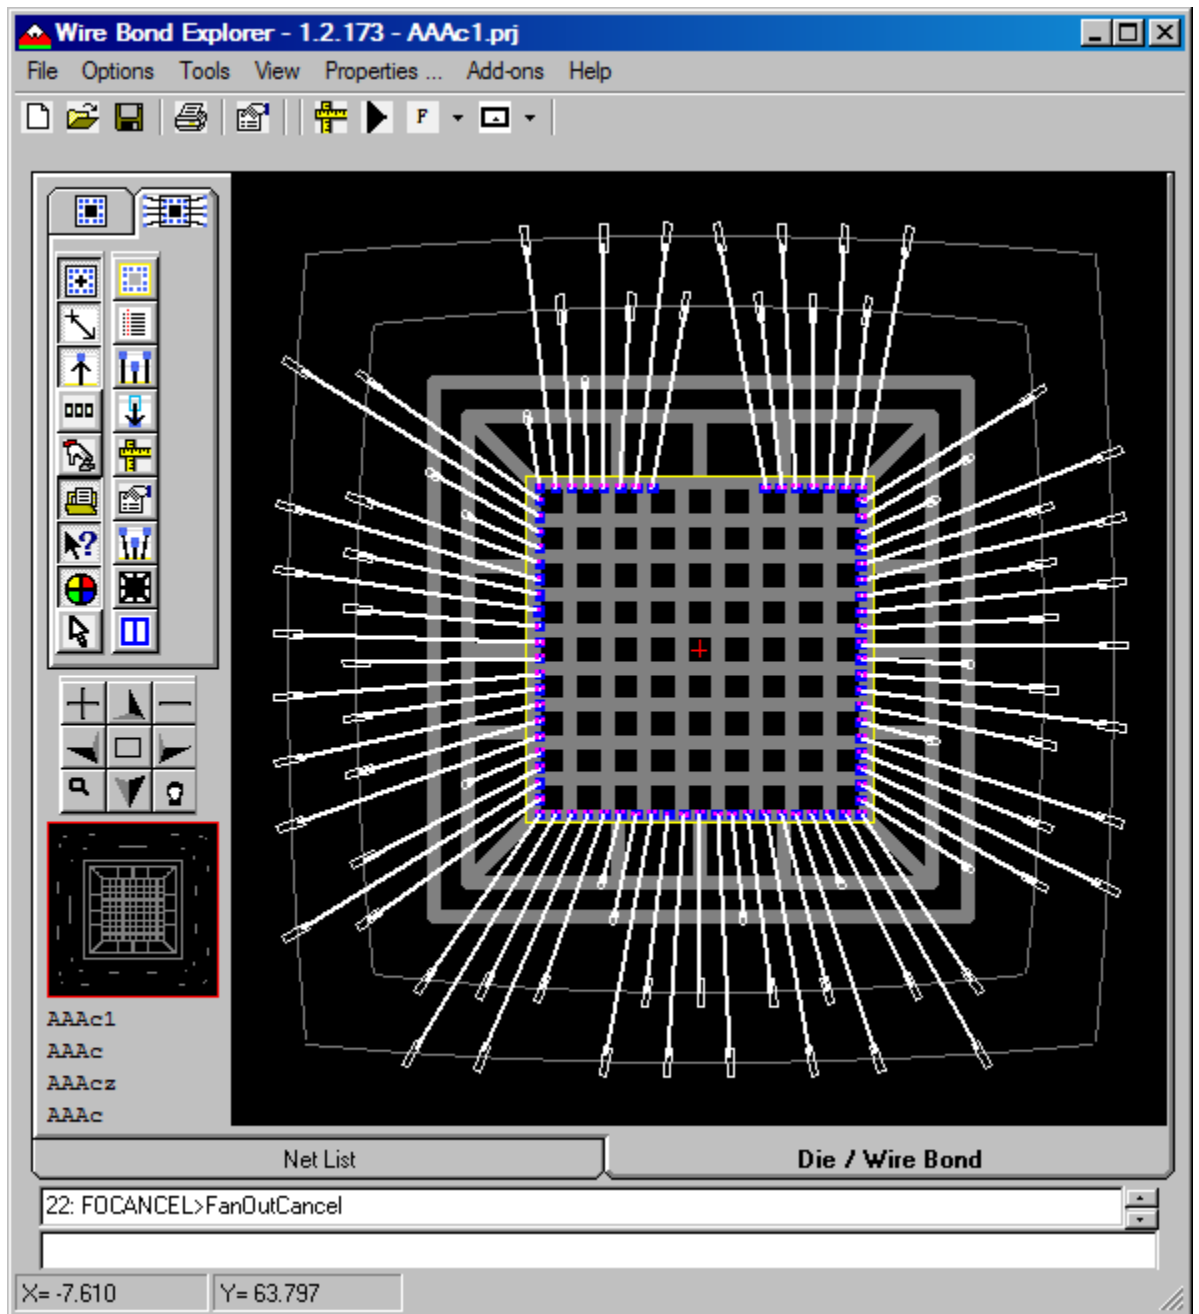 Wire Bond Explorer - 1.2.173 - AAAc1.prj
File Options Tools View Properties ... Add-ons Help
F
?
AAAc1
AAAc
AAAcz
AAAc
Net List Die / Wire Bond
22: FOCANCEL>FanOutCancel
X= -7.610 Y= 63.797